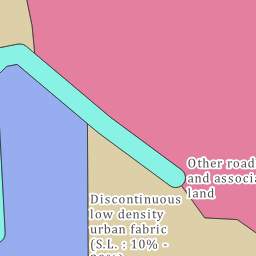 Other road
and associa
land
Discontinuous
low density
urban fabric
(S.L. : 10% -